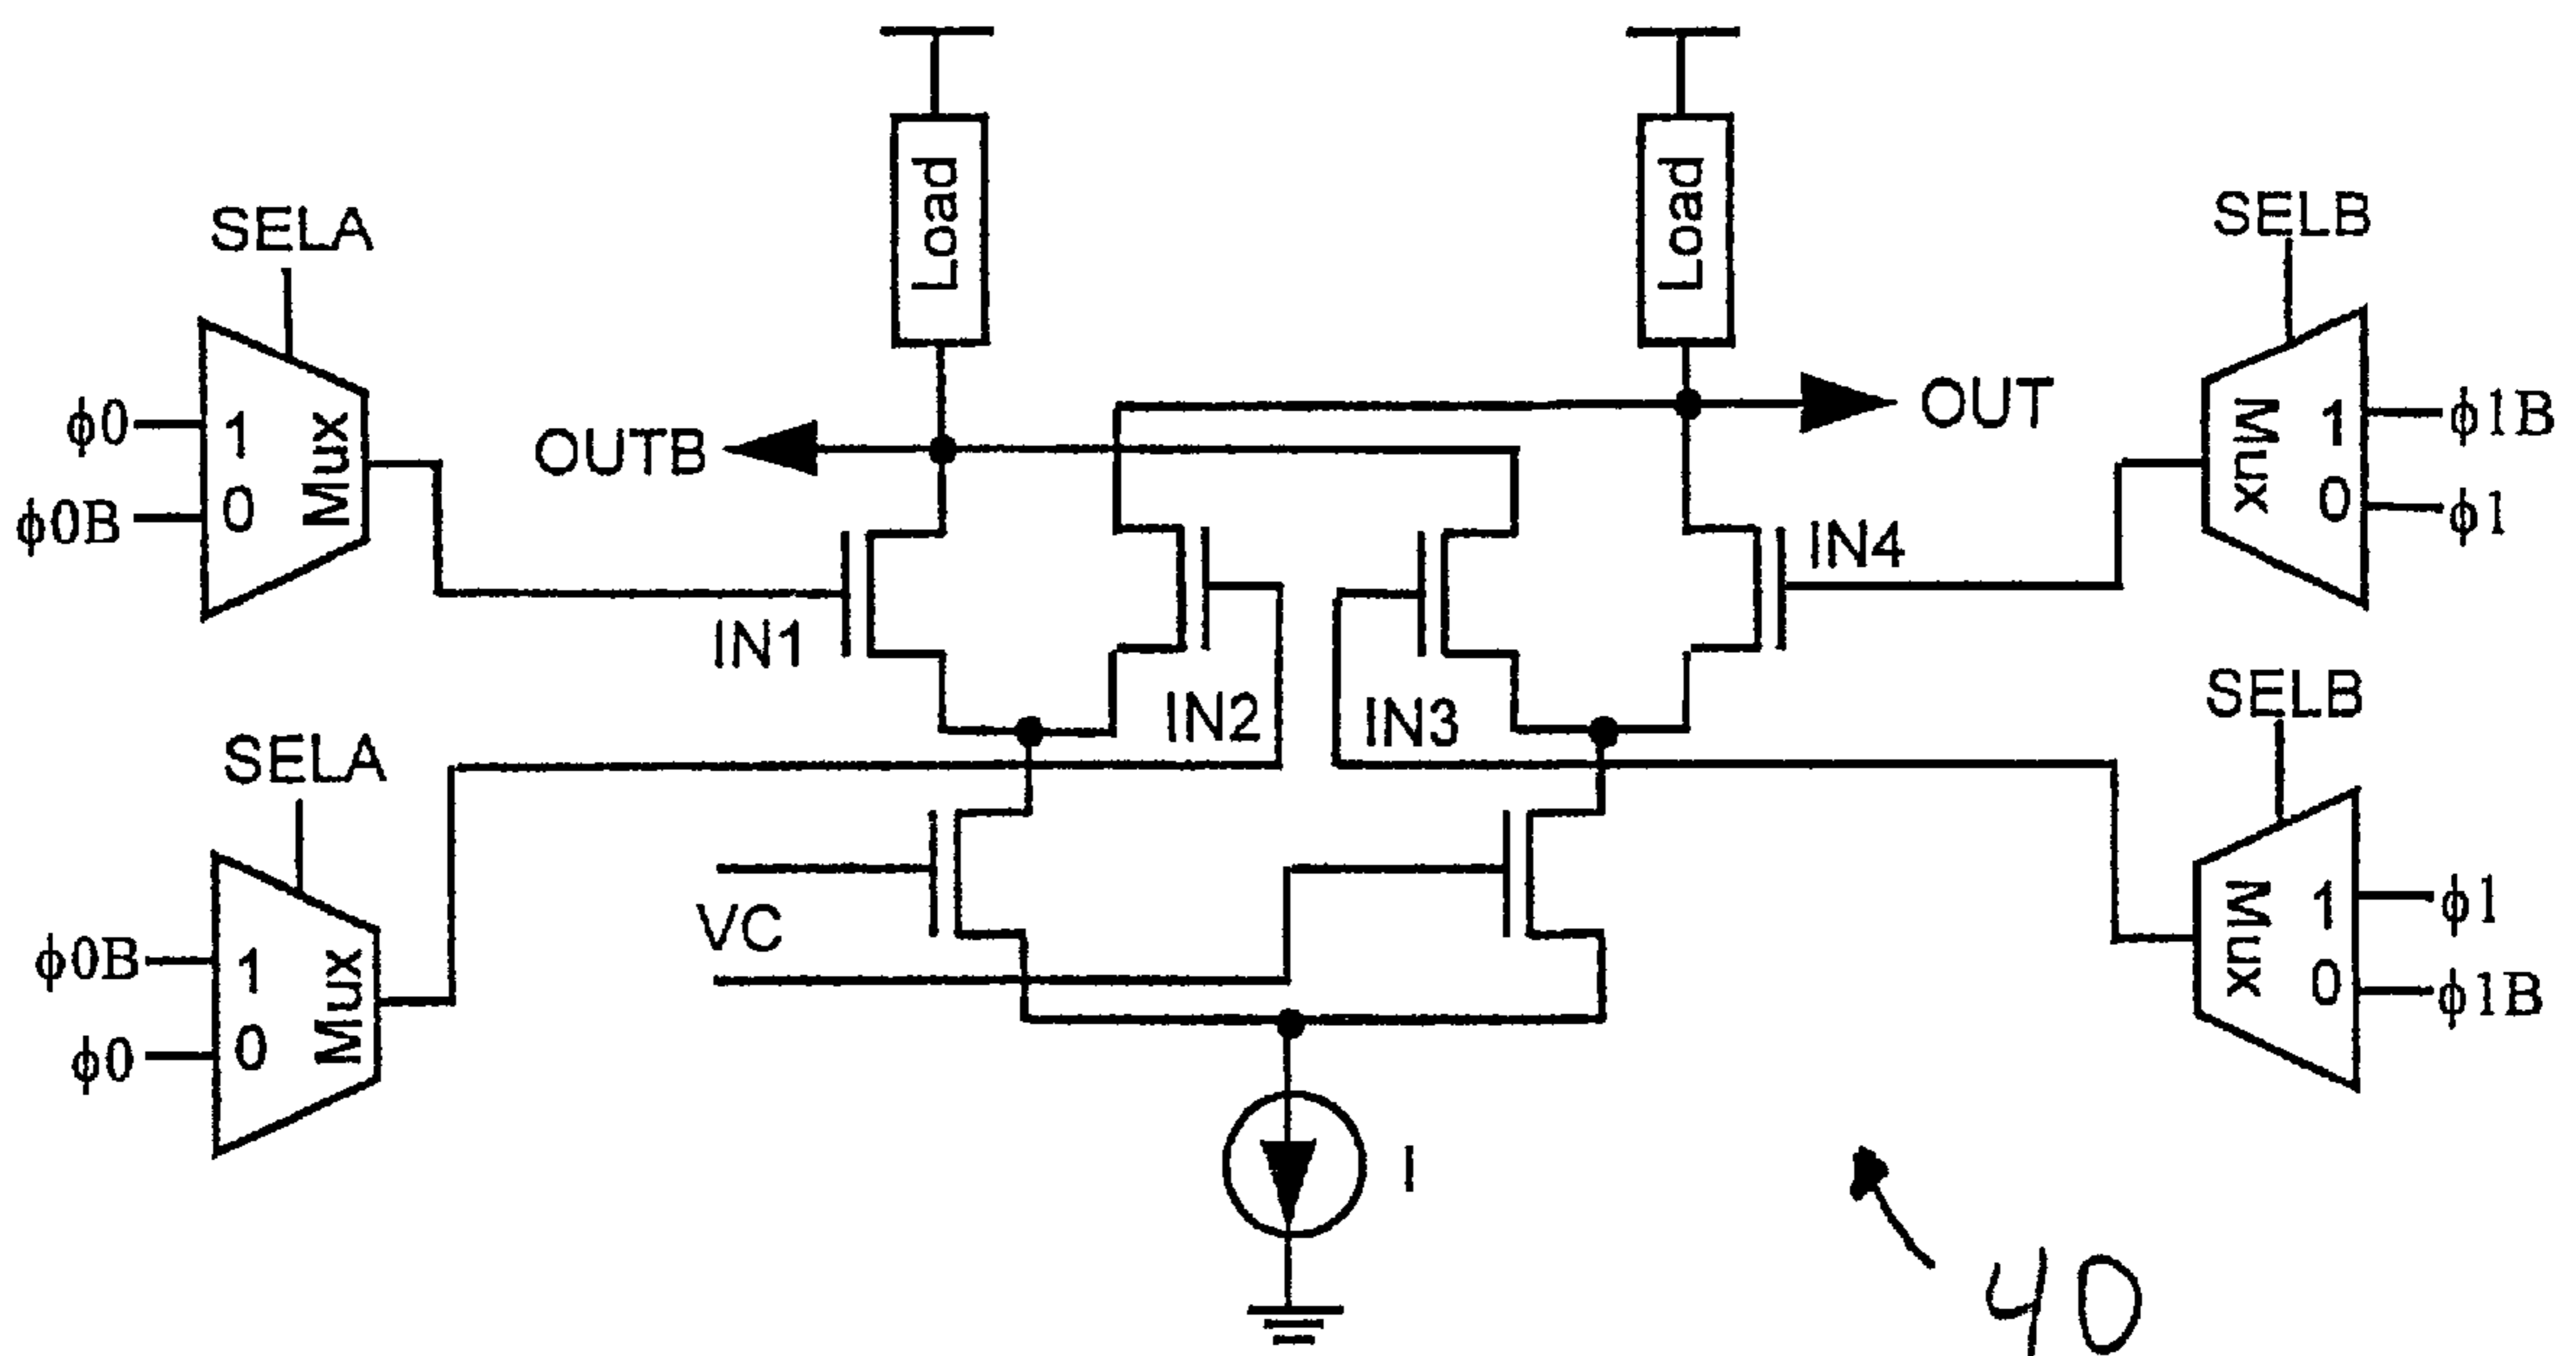 Load
Load
SELA
SELB
ϕ0
1
ϕ0B
0
Mux
OUTB
OUT
Mux
1
ϕ1B
0
ϕ1
IN1
IN2
IN3
IN4
SELA
SELB
ϕ0B
1
ϕ0
0
Mux
VC
Mux
1
ϕ1
0
ϕ1B
I
40